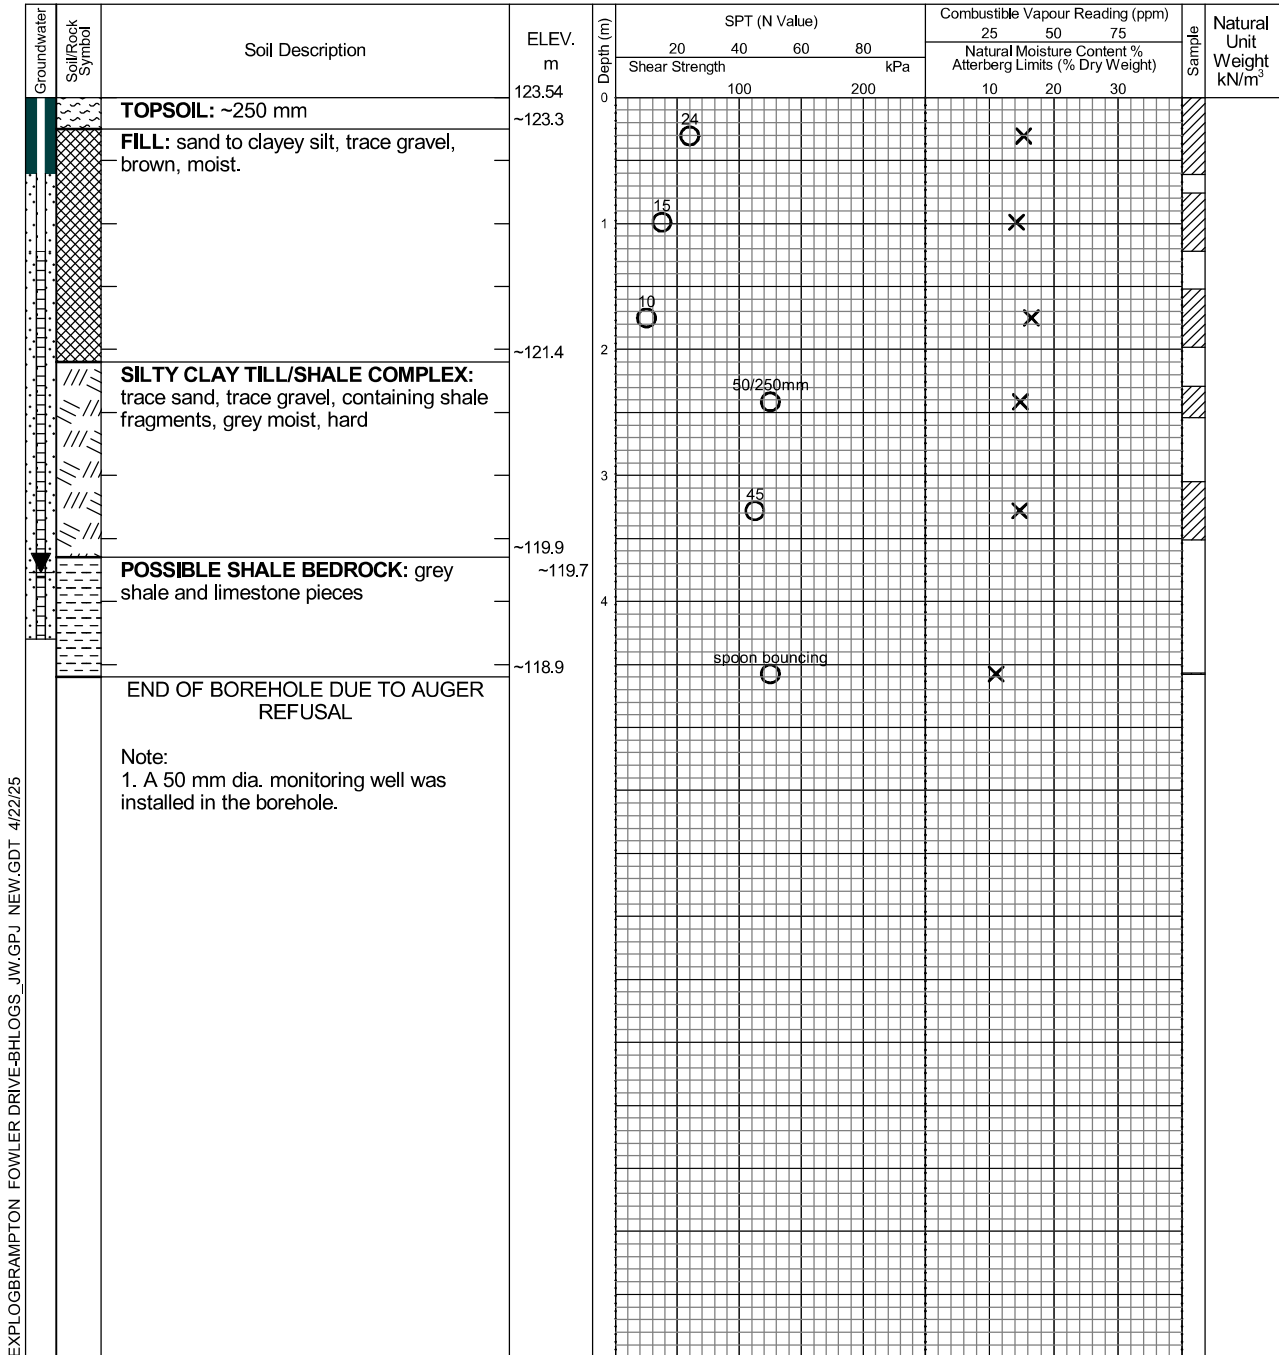 Groundwater
Soil/Rock
Symbol
Soil Description
ELEV.
m
Depth (m)
SPT (N Value)
20 40 60 80
Shear Strength kPa
100 200
Combustible Vapour Reading (ppm)
25 50 75
Natural Moisture Content %
Atterberg Limits (% Dry Weight)
10 20 30
Sample
Natural
Unit
Weight
kN/m³
123.54
0
TOPSOIL: ~250 mm
~123.3
FILL: sand to clayey silt, trace gravel,
brown, moist.
24
15
1
10
2
~121.4
SILTY CLAY TILL/SHALE COMPLEX:
trace sand, trace gravel, containing shale
fragments, grey moist, hard
50/250mm
3
45
~119.9
POSSIBLE SHALE BEDROCK: grey
shale and limestone pieces
~119.7
4
~118.9
spoon bouncing
END OF BOREHOLE DUE TO AUGER
REFUSAL
Note:
1. A 50 mm dia. monitoring well was
installed in the borehole.
EXPLOGBRAMPTON FOWLER DRIVE-BHLOGS_JW.GPJ NEW.GDT 4/22/25